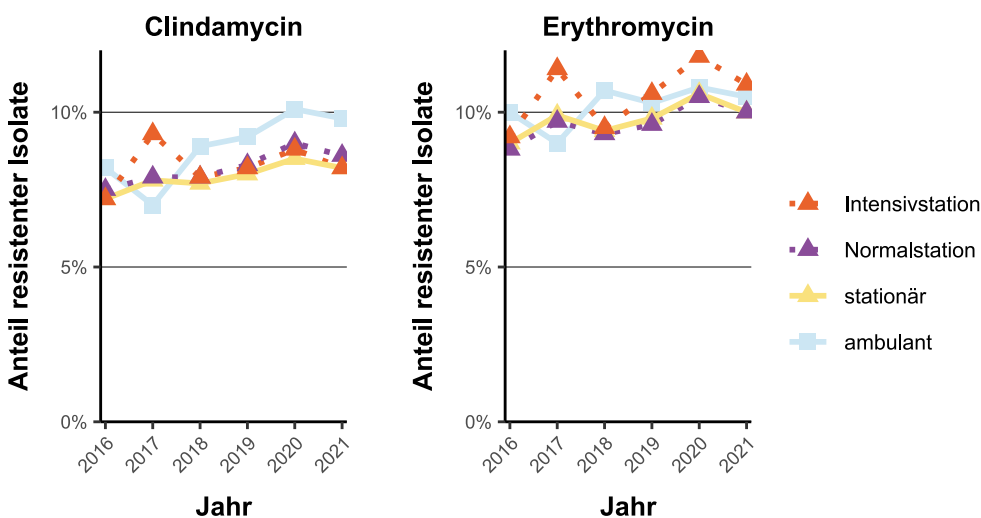 Clindamycin
Anteil resistenter Isolate
10%
5%
0%
2016
2017
2018
2019
2020
2021
Jahr
Erythromycin
Anteil resistenter Isolate
10%
5%
0%
2016
2017
2018
2019
2020
2021
Jahr
Intensivstation
Normalstation
stationär
ambulant